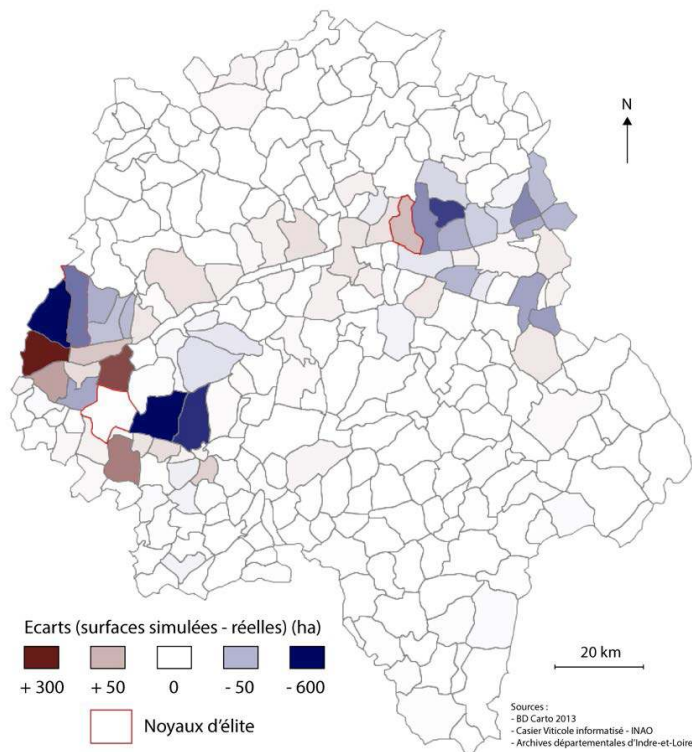 N
Ecarts (surfaces simulées - réelles) (ha)
+ 300 + 50 0 - 50 - 600
Noyaux d'élite
20 km
Sources :
- BD Carto 2013
- Casier Viticole informatisé - INAO
- Archives départementales d'Indre-et-Loire